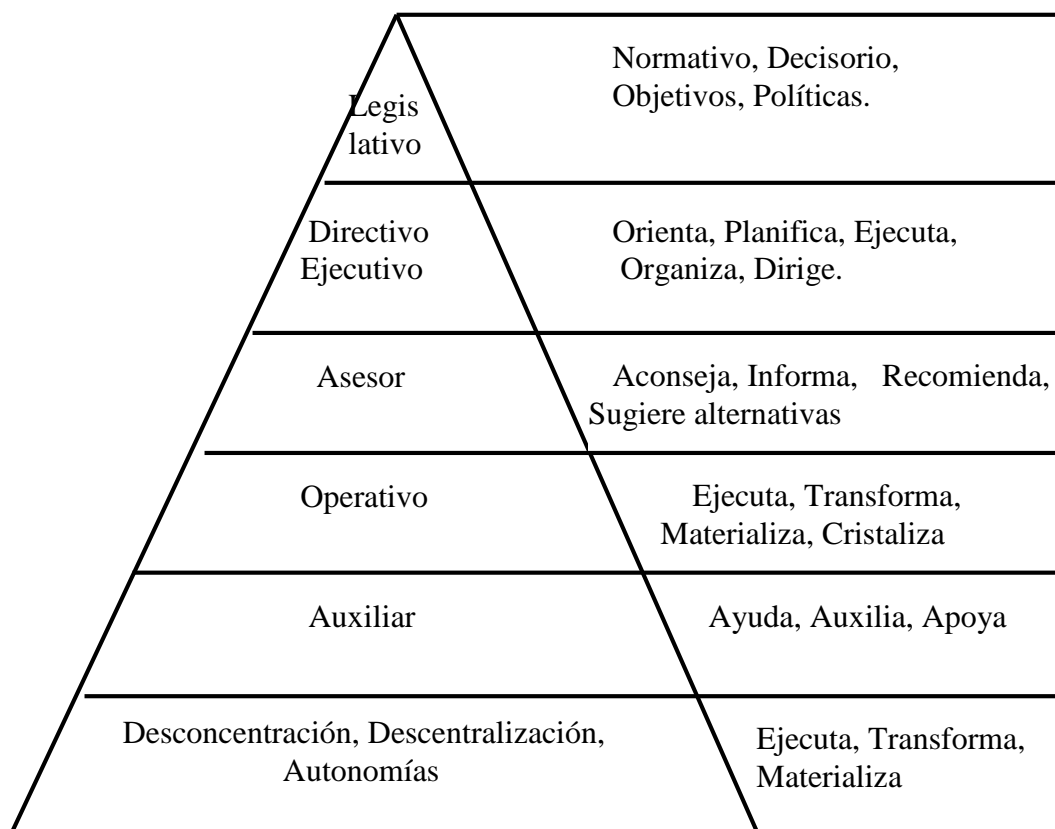 Legis
lativo
Normativo, Decisorio,
Objetivos, Políticas.
Directivo
Ejecutivo
Orienta, Planifica, Ejecuta,
Organiza, Dirige.
Asesor
Aconseja, Informa, Recomienda,
Sugiere alternativas
Operativo
Ejecuta, Transforma,
Materializa, Cristaliza
Auxiliar
Ayuda, Auxilia, Apoya
Desconcentración, Descentralización,
Autonomías
Ejecuta, Transforma,
Materializa